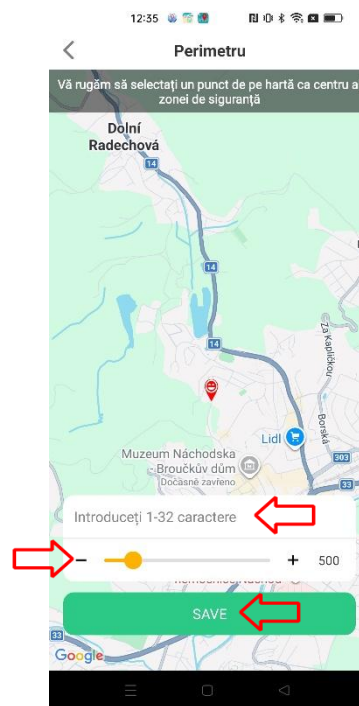 12:35
Perimetru
Vă rugăm să selectați un punct de pe hartă ca centru a
zonei de siguranță
Dolní
Radechová
14
14
14
14
Za Kapličkou
Lidl
Borská
Muzeum Náchodska
- Broučkův dům
Dočasně zavřeno
303
33
Introduceți 1-32 caractere
− + 500
SAVE
33
Google